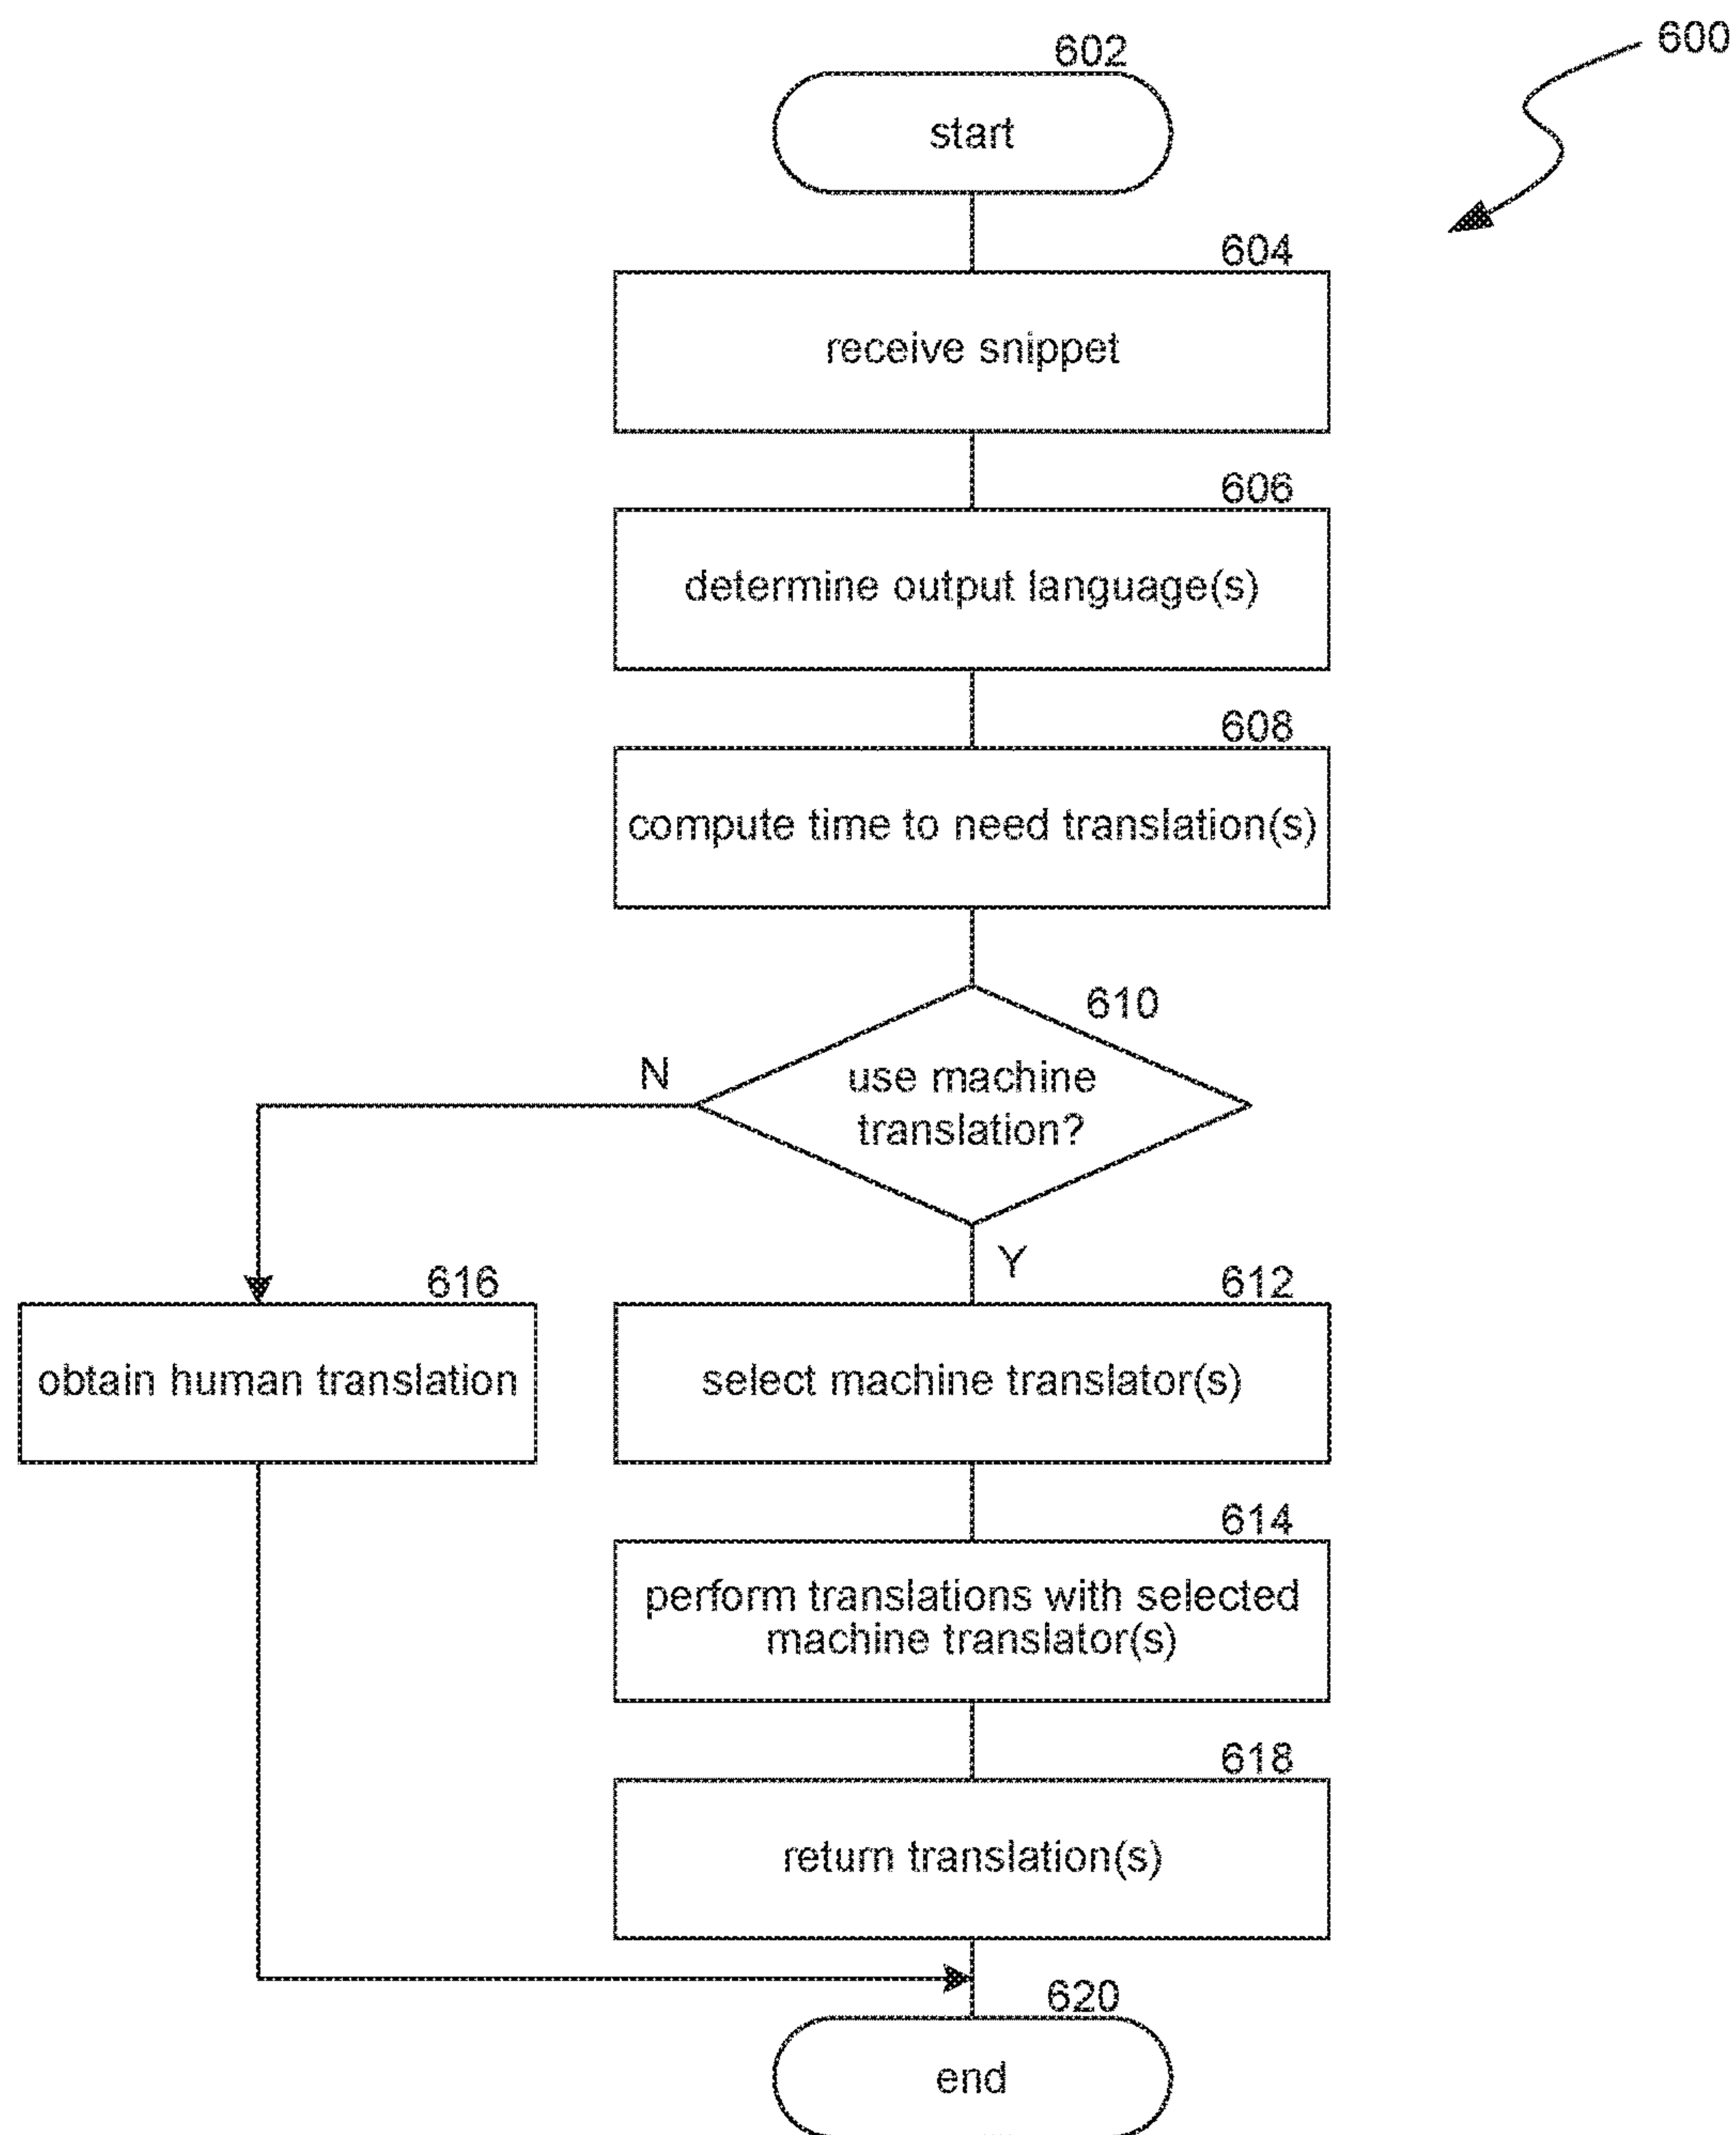 602
600
start
604
receive snippet
606
determine output language(s)
608
compute time to need translation(s)
610
N
use machine
translation?
Y
616
612
obtain human translation
select machine translator(s)
614
perform translations with selected
machine translator(s)
618
return translation(s)
620
end